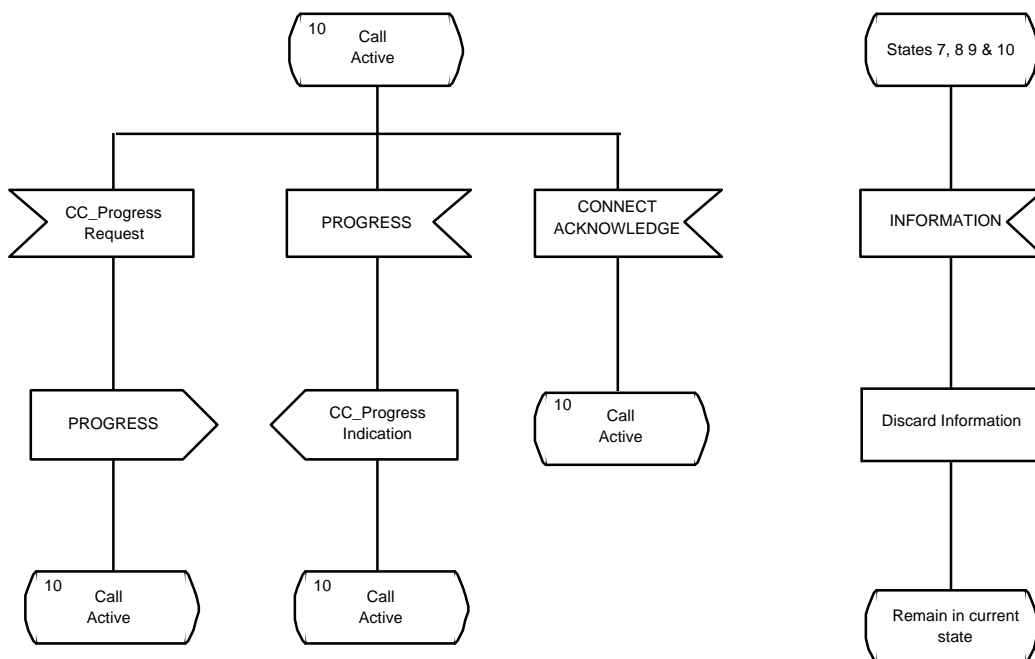 10
Call
Active
States 7, 8 9 & 10
CC_Progress
Request
PROGRESS
CONNECT
ACKNOWLEDGE
INFORMATION
PROGRESS
CC_Progress
Indication
10
Call
Active
Discard Information
10
Call
Active
10
Call
Active
Remain in current
state